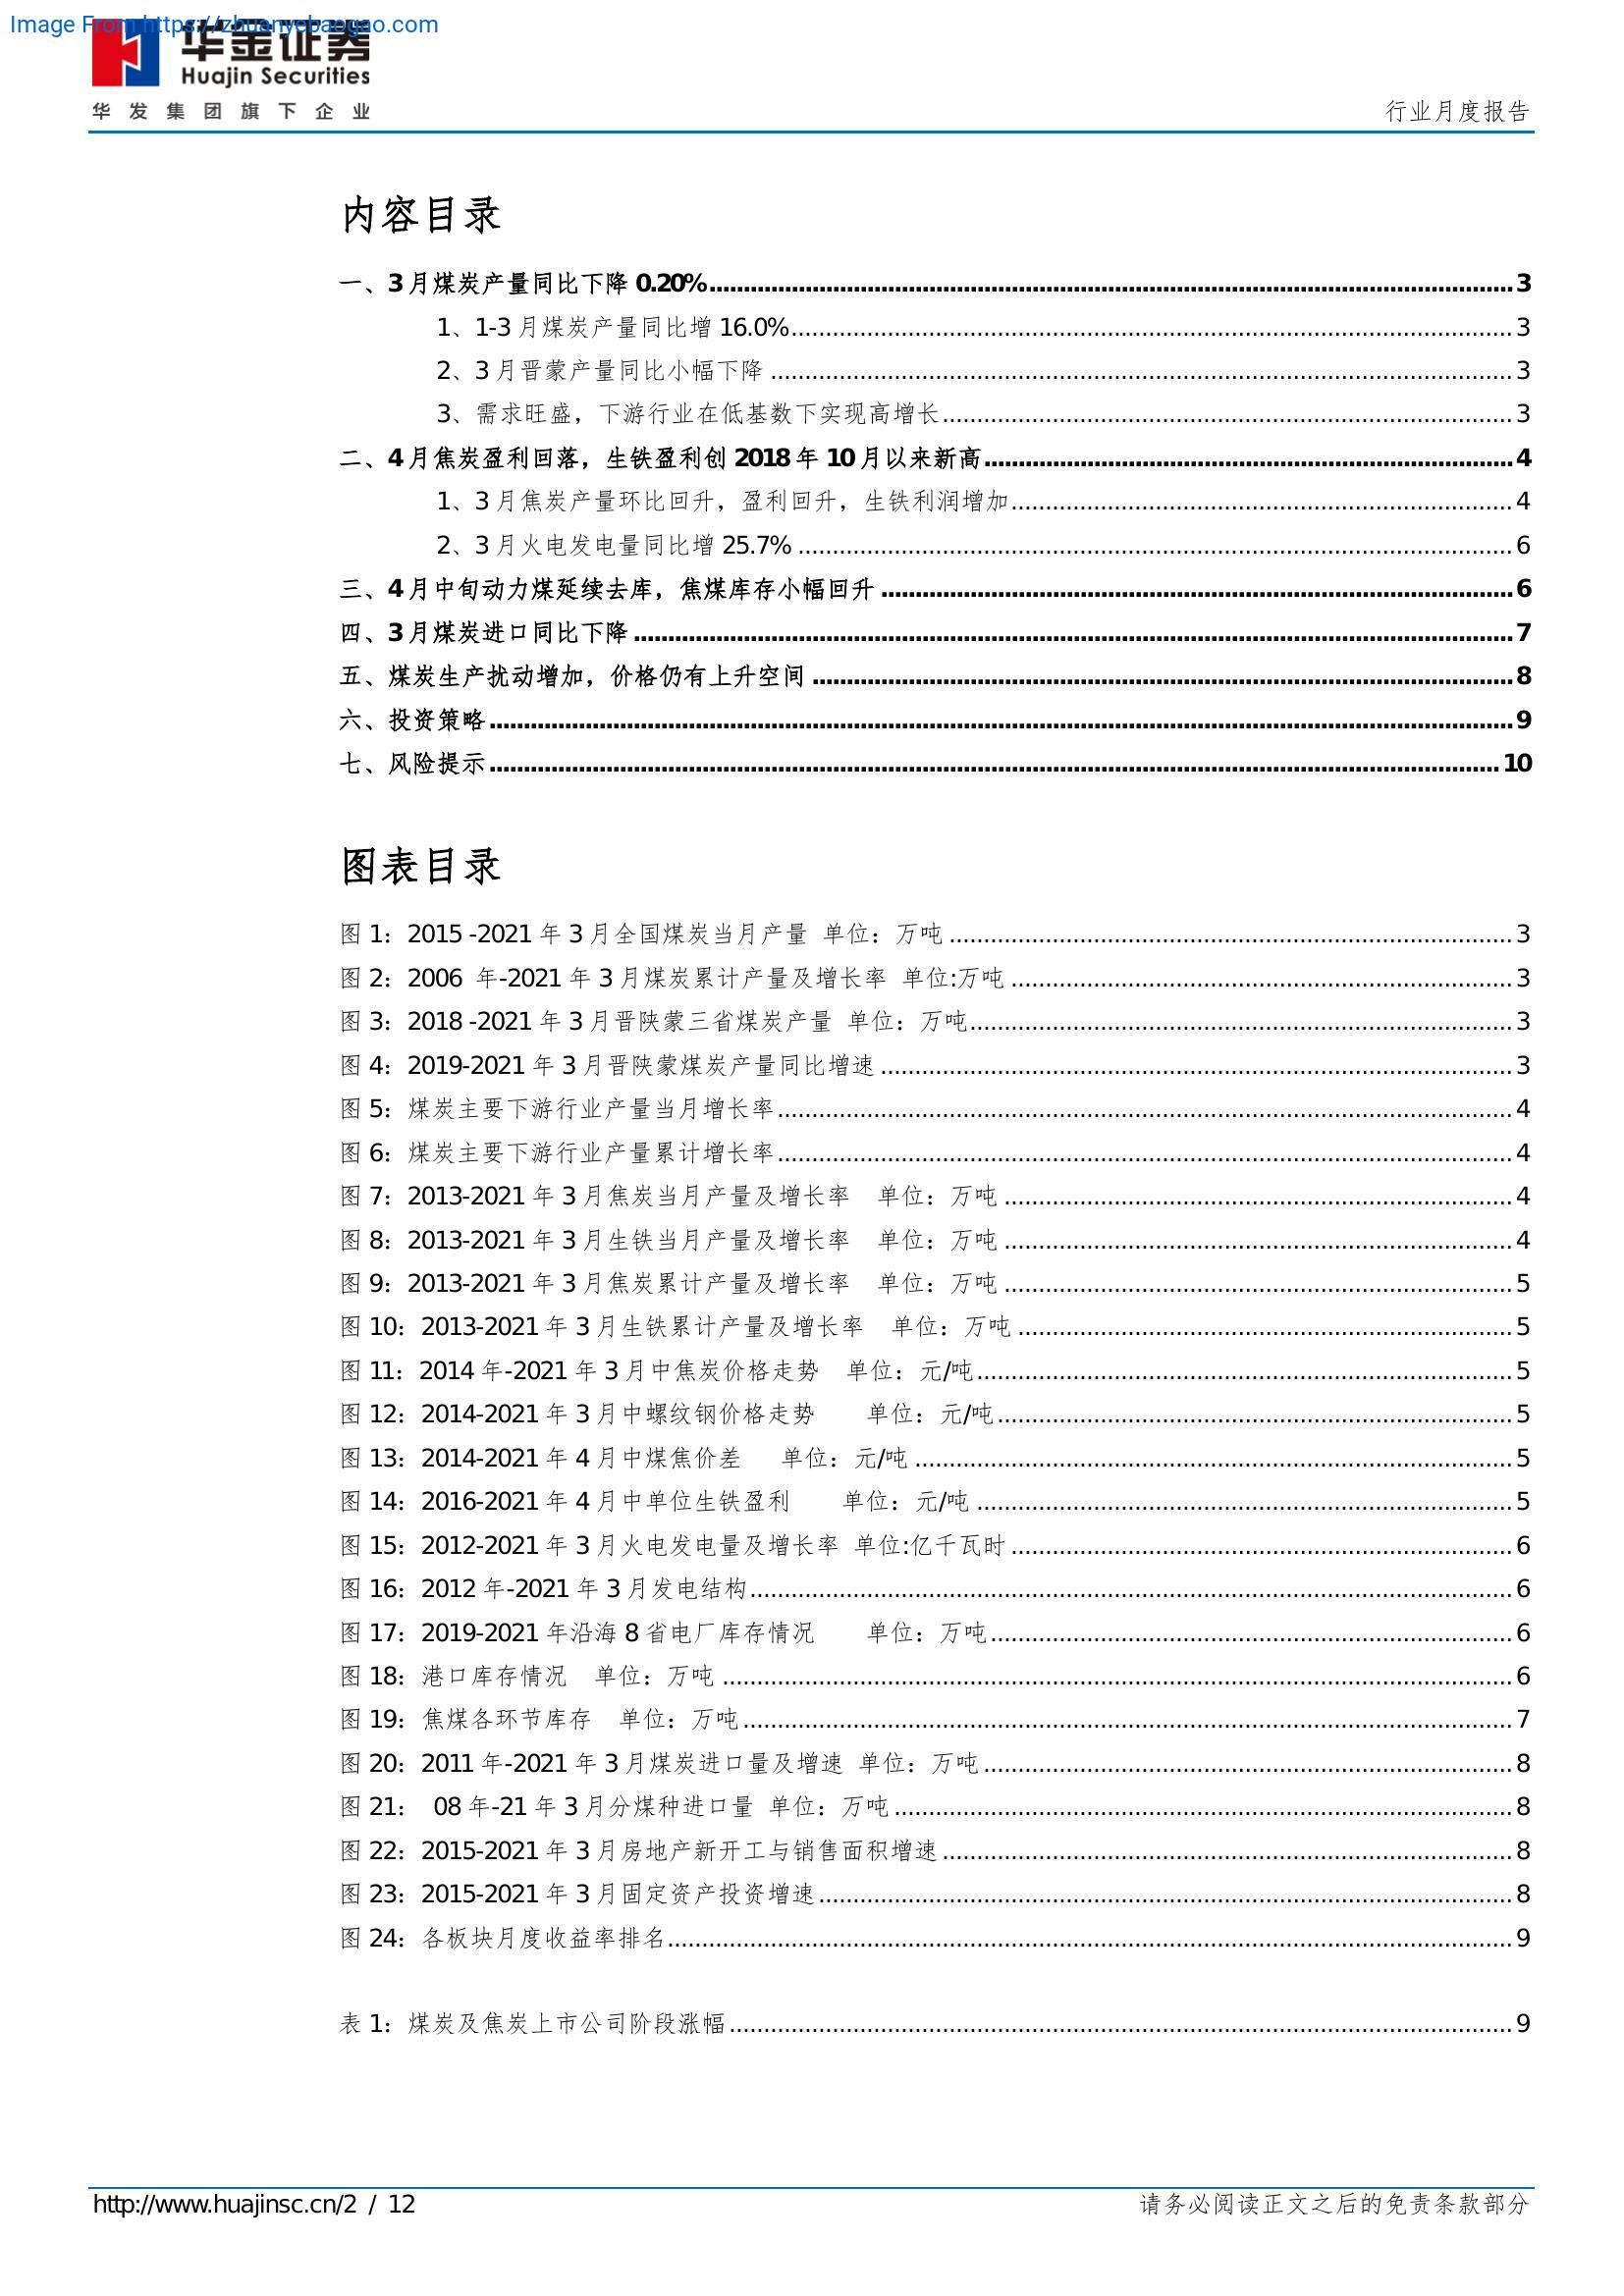 Image From https://zhuanyebaogao.com
华金证券
Huajin Securities
华发集团旗下企业
行业月度报告
内容目录
一、3月煤炭产量同比下降 0.20%........................3
1、1-3 月煤炭产量同比增 16.0%........................3
2、3 月晋蒙产量同比小幅下降 ........................3
3、需求旺盛，下游行业在低基数下实现高增长........................3
二、4月焦炭盈利回落，生铁盈利创 2018 年 10 月以来新高........................4
1、3 月焦炭产量环比回升，盈利回升，生铁利润增加........................4
2、3 月火电发电量同比增 25.7% ........................6
三、4月中旬动力煤延续去库，焦煤库存小幅回升 ........................6
四、3月煤炭进口同比下降 ........................7
五、煤炭生产扰动增加，价格仍有上升空间 ........................8
六、投资策略........................9
七、风险提示........................10
图表目录
图 1：2015 -2021 年 3 月全国煤炭当月产量 单位：万吨 ........................3
图 2：2006 年-2021 年 3 月煤炭累计产量及增长率 单位:万吨 ........................3
图 3：2018 -2021 年 3 月晋陕蒙三省煤炭产量 单位：万吨........................3
图 4：2019-2021 年 3 月晋陕蒙煤炭产量同比增速 ........................3
图 5：煤炭主要下游行业产量当月增长率........................4
图 6：煤炭主要下游行业产量累计增长率........................4
图 7：2013-2021 年 3 月焦炭当月产量及增长率 单位：万吨 ........................4
图 8：2013-2021 年 3 月生铁当月产量及增长率 单位：万吨 ........................4
图 9：2013-2021 年 3 月焦炭累计产量及增长率 单位：万吨 ........................5
图 10：2013-2021 年 3 月生铁累计产量及增长率 单位：万吨 ........................5
图 11：2014 年-2021 年 3 月中焦炭价格走势 单位：元/吨........................5
图 12：2014-2021 年 3 月中螺纹钢价格走势 单位：元/吨........................5
图 13：2014-2021 年 4 月中煤焦价差 单位：元/吨 ........................5
图 14：2016-2021 年 4 月中单位生铁盈利 单位：元/吨 ........................5
图 15：2012-2021 年 3 月火电发电量及增长率 单位:亿千瓦时 ........................6
图 16：2012 年-2021 年 3 月发电结构........................6
图 17：2019-2021 年沿海 8 省电厂库存情况 单位：万吨........................6
图 18：港口库存情况 单位：万吨 ........................6
图 19：焦煤各环节库存 单位：万吨........................7
图 20：2011 年-2021 年 3 月煤炭进口量及增速 单位：万吨 ........................8
图 21： 08 年-21 年 3 月分煤种进口量 单位：万吨 ........................8
图 22：2015-2021 年 3 月房地产新开工与销售面积增速 ........................8
图 23：2015-2021 年 3 月固定资产投资增速........................8
图 24：各板块月度收益率排名........................9
表 1：煤炭及焦炭上市公司阶段涨幅........................9
http://www.huajinsc.cn/2 / 12
请务必阅读正文之后的免责条款部分